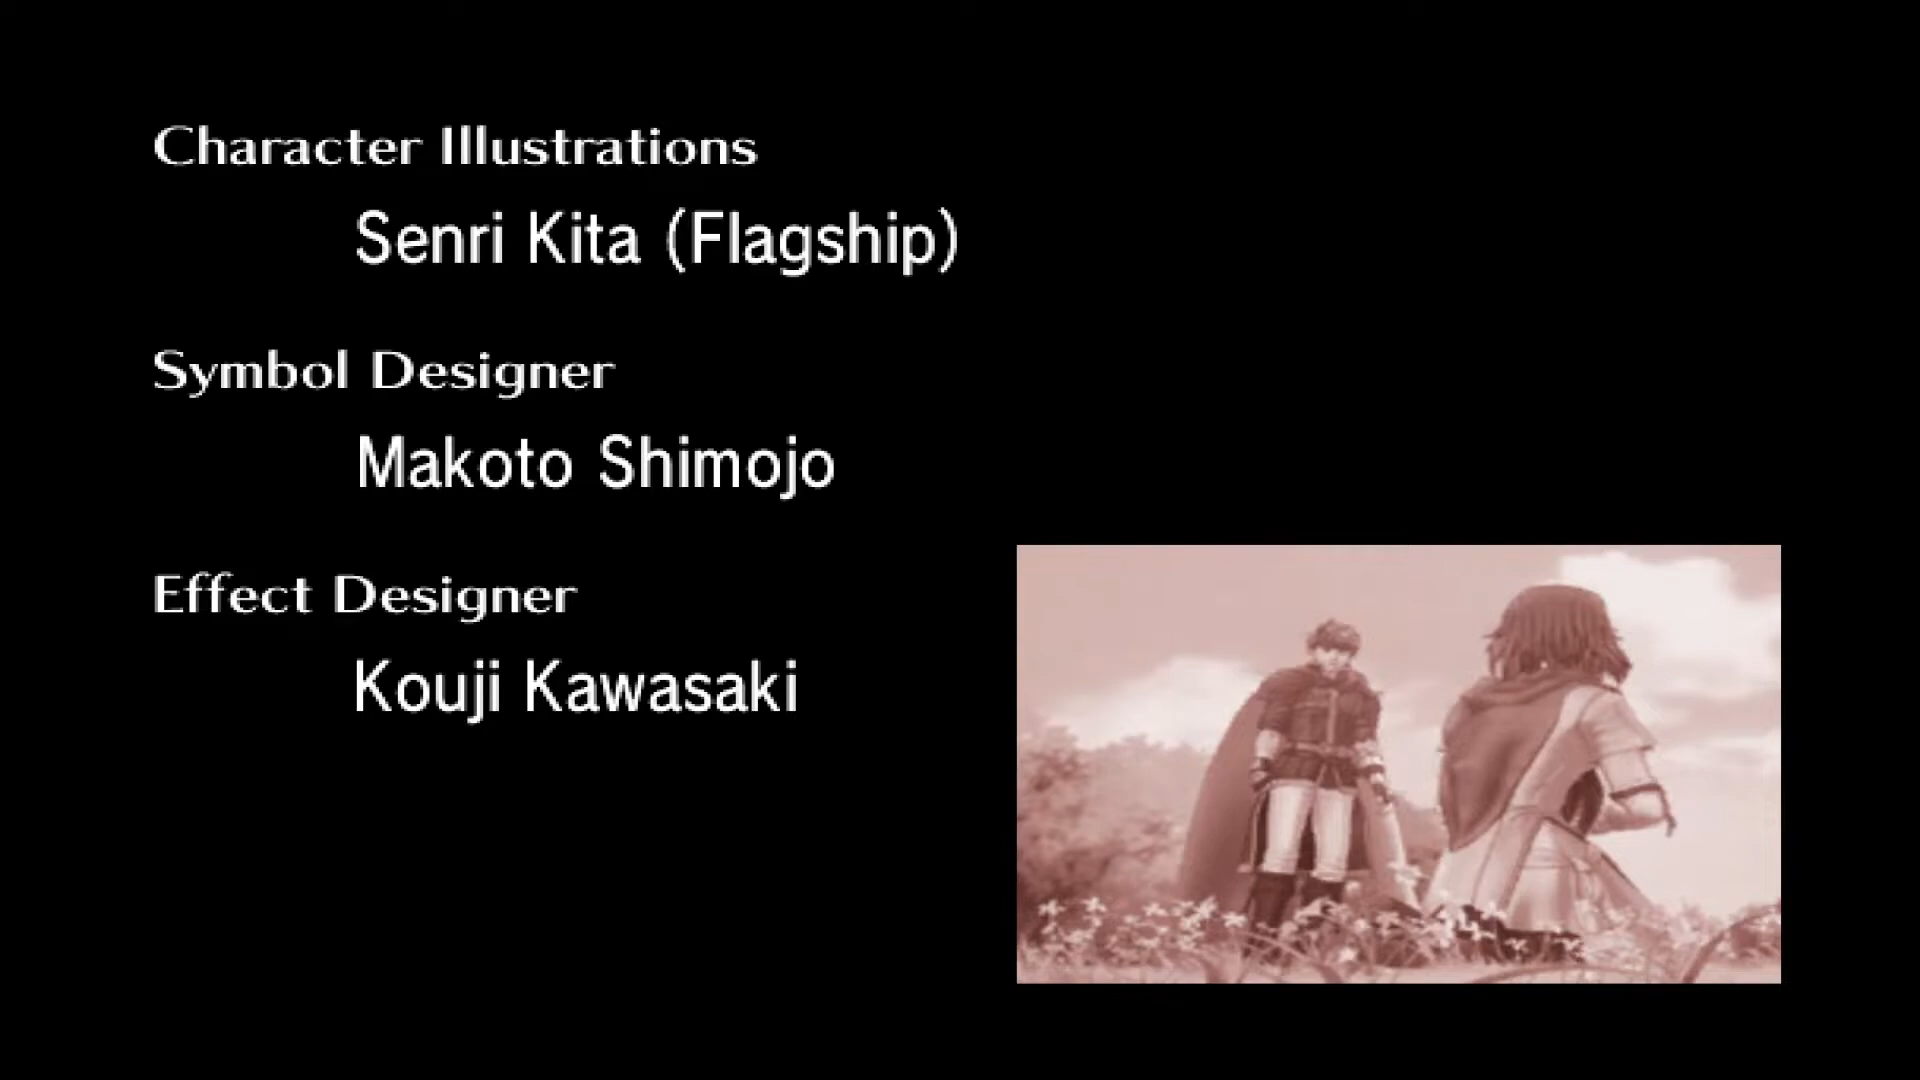 Character Illustrations
Senri Kita (Flagship)
Symbol Designer
Makoto Shimojo
Effect Designer
Kouji Kawasaki